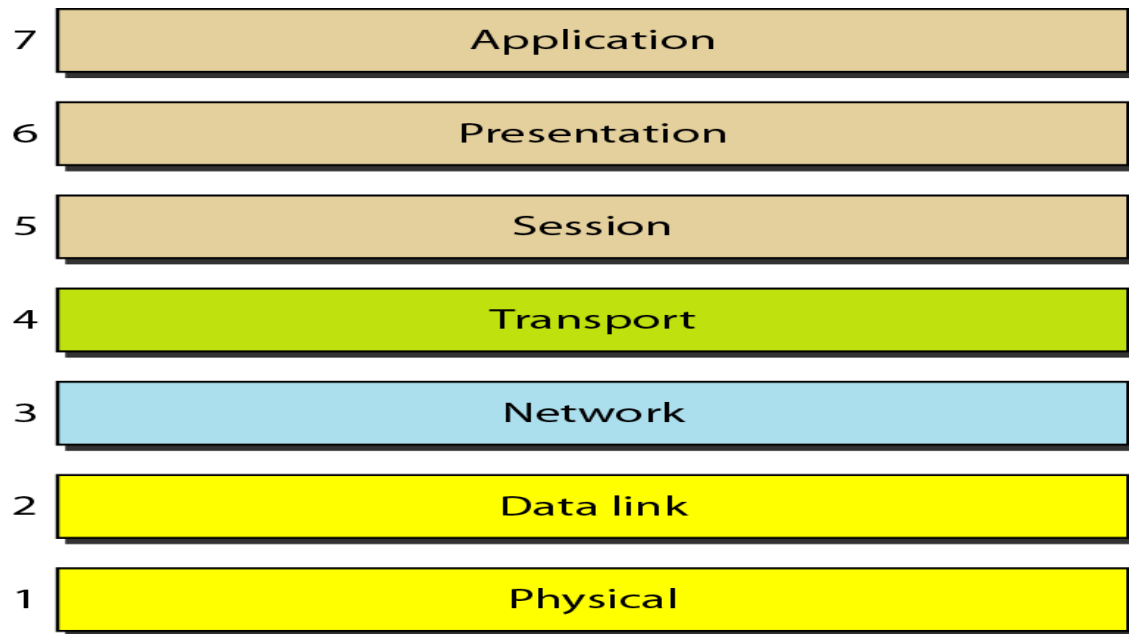 7 Application
6 Presentation
5 Session
4 Transport
3 Network
2 Data link
1 Physical